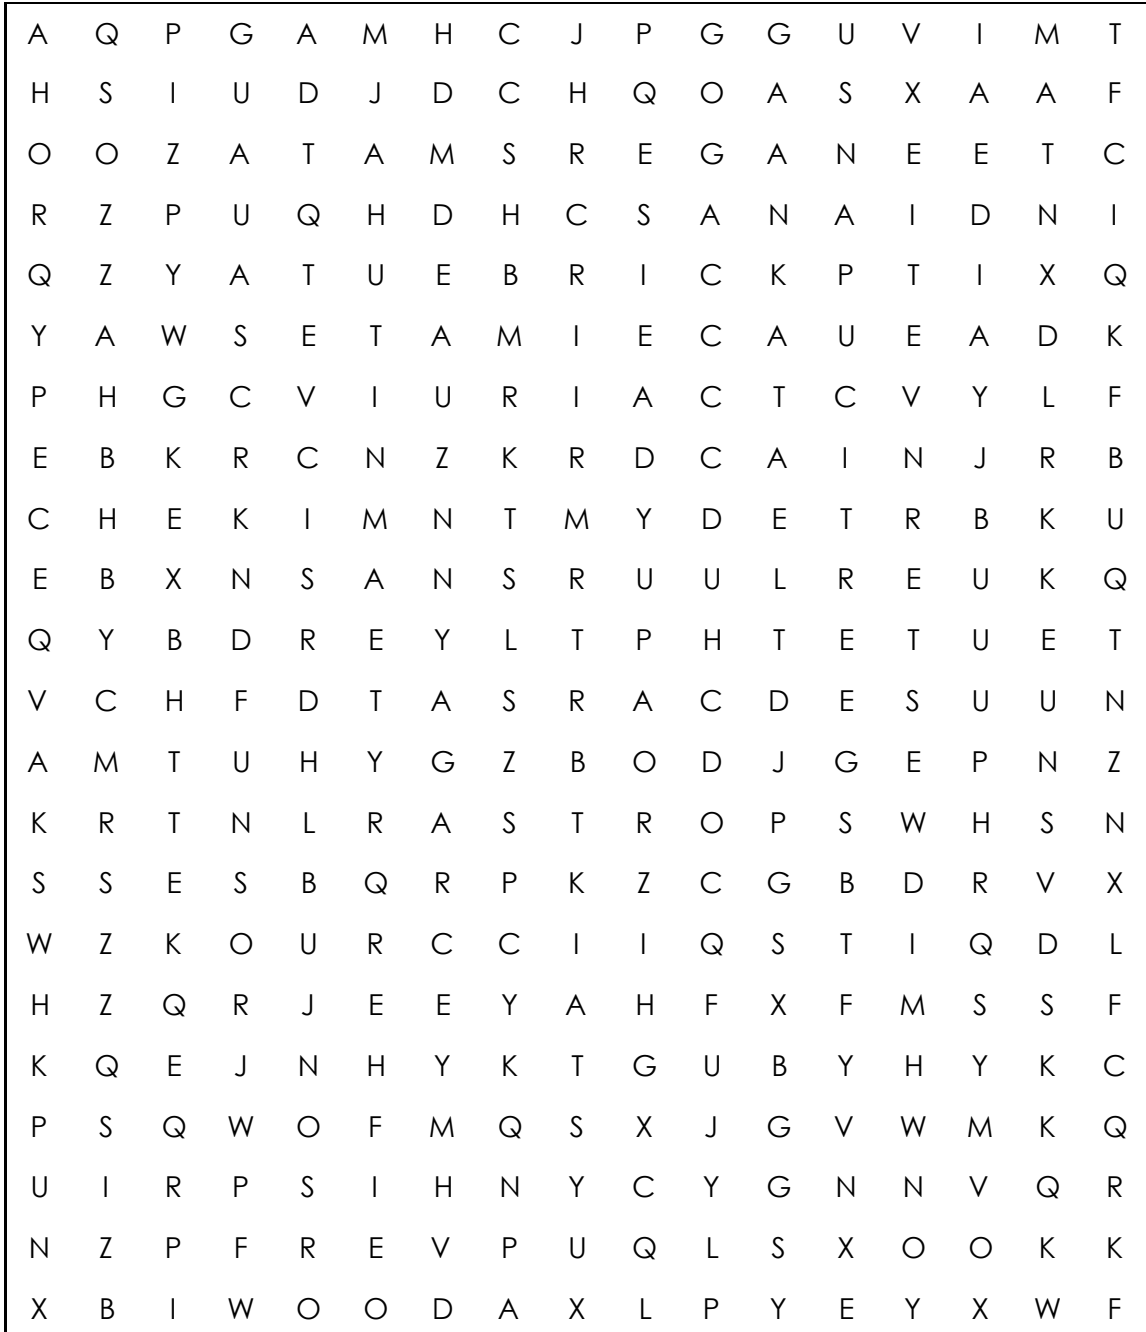 A Q P G A M H C J P G G U V I M T
H S I U D J D C H Q O A S X A A F
O O Z A T A M S R E G A N E E T C
R Z P U Q H D H C S A N A I D N I
Q Z Y A T U E B R I C K P T I X Q
Y A W S E T A M I E C A U E A D K
P H G C V I U R I A C T C V Y L F
E B K R C N Z K R D C A I N J R B
C H E K I M N T M Y D E T R B K U
E B X N S A N S R U U L R E U K Q
Q Y B D R E Y L T P H T E T U E T
V C H F D T A S R A C D E S U U N
A M T U H Y G Z B O D J G E P N Z
K R T N L R A S T R O P S W H S N
S S E S B Q R P K Z C G B D R V X
W Z K O U R C C I I Q S T I Q D L
H Z Q R J E E Y A H F X F M S S F
K Q E J N H Y K T G U B Y H Y K C
P S Q W O F M Q S X J G V W M K Q
U I R P S I H N Y C Y G N N V Q R
N Z P F R E V P U Q L S X O O K K
X B I W O O D A X L P Y E Y X W F